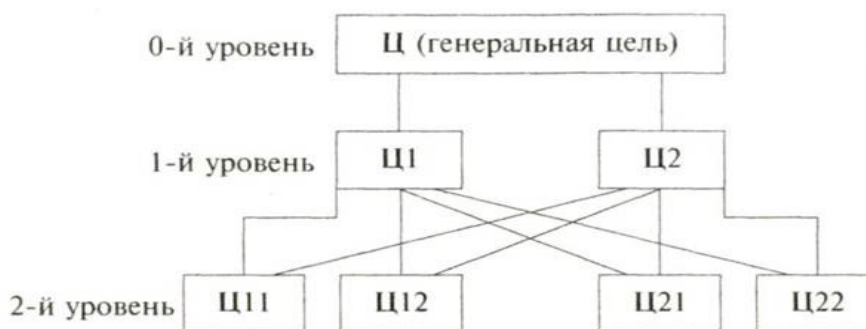 0-й уровень Ц (генеральная цель)
1-й уровень Ц1 Ц2
2-й уровень Ц11 Ц12 Ц21 Ц22